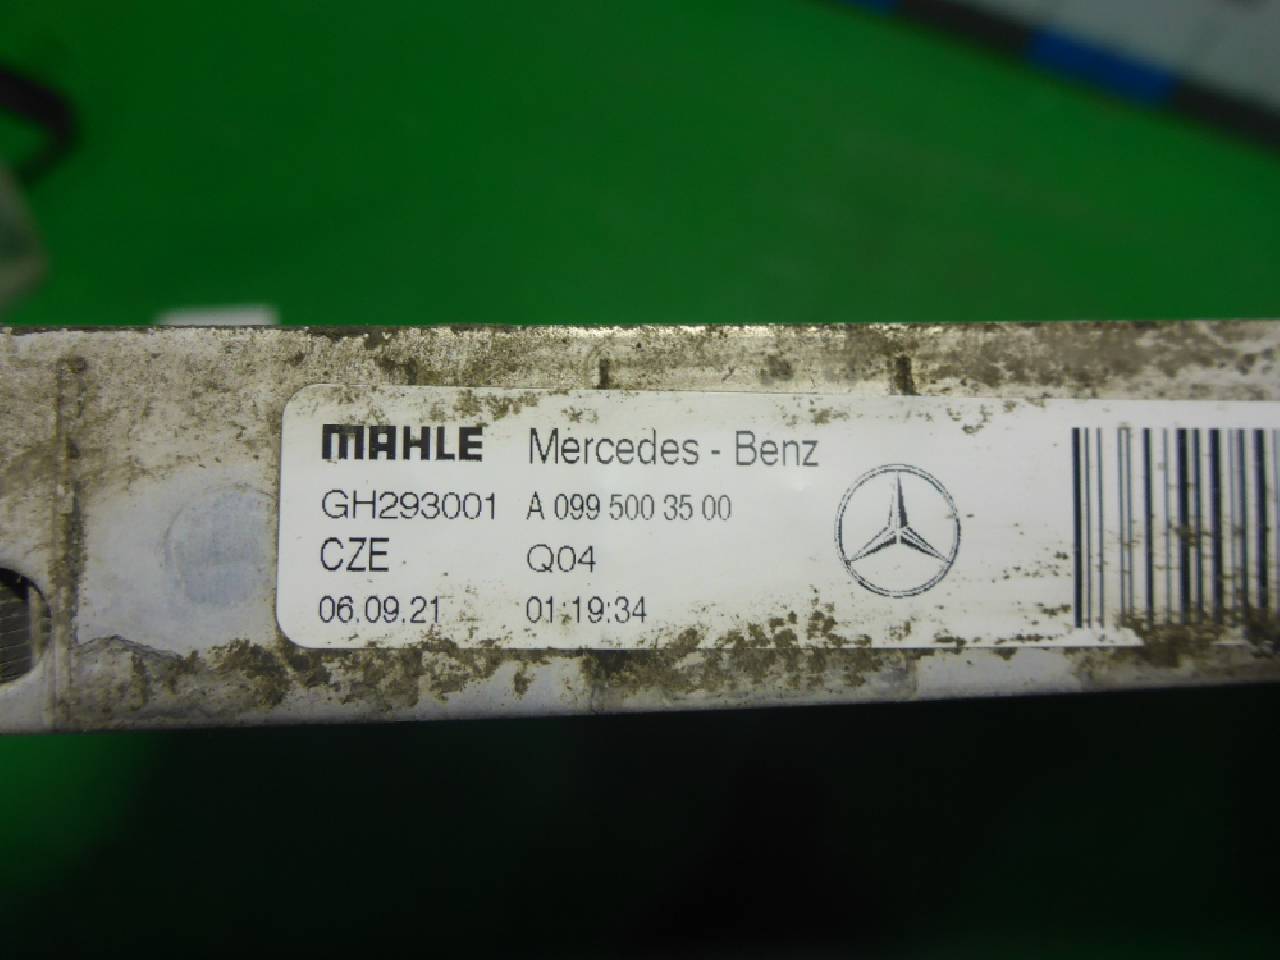 MAHLE Mercedes - Benz
GH293001 A 099 500 35 00
CZE Q04
06.09.21 01:19:34